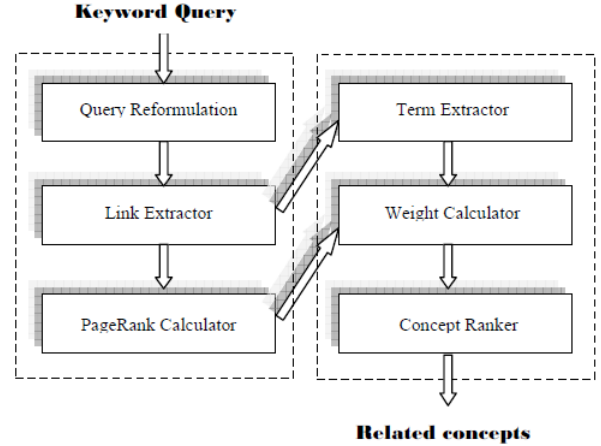 Keyword Query
Query Reformulation
Link Extractor
PageRank Calculator
Term Extractor
Weight Calculator
Concept Ranker
Related concepts